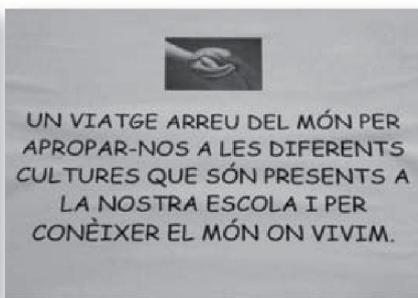 UN VIATGE ARREU DEL MÓN PER
APROPAR-NOS A LES DIFERENTS
CULTURES QUE SÓN PRESENTS A
LA NOSTRA ESCOLA I PER
CONÈIXER EL MÓN ON VIVIM.